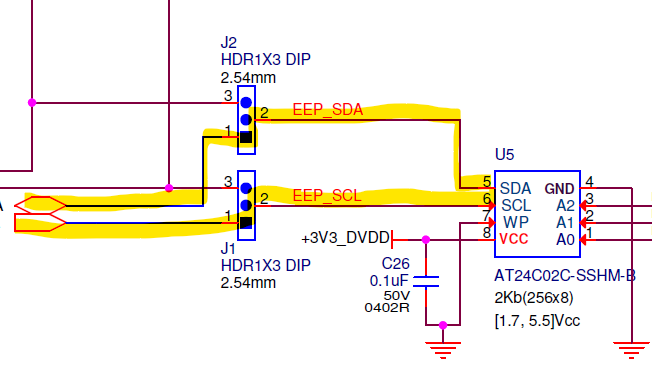 J2
HDR1X3 DIP
2.54mm
3
2
1
EEP_SDA
3
2
1
EEP_SCL
J1
HDR1X3 DIP
2.54mm
A
U5
5 SDA GND 4
6 SCL A2 3
7 WP A1 2
8 VCC A0 1
+3V3_DVDD
C26
0.1uF
50V
0402R
AT24C02C-SSHM-B
2Kb(256x8)
[1.7, 5.5]Vcc